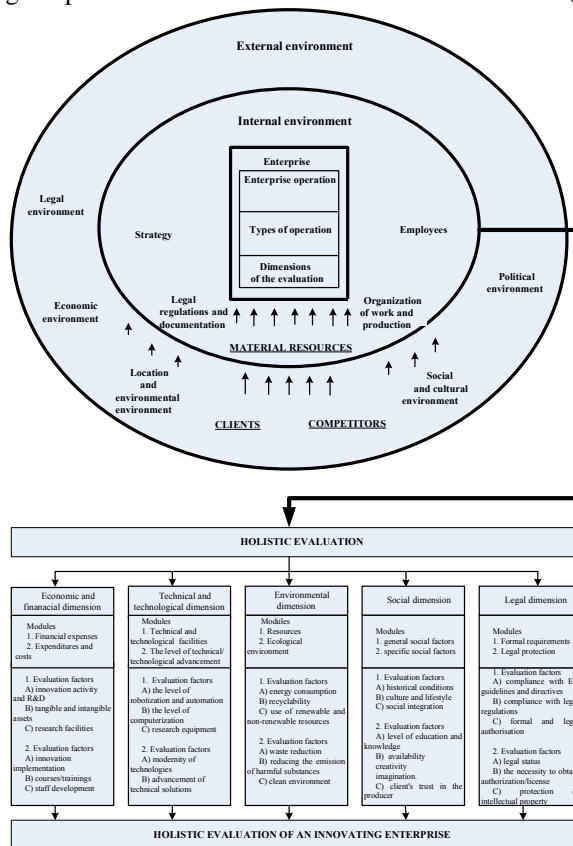 External environment
Internal environment
Enterprise
Enterprise operation
Types of operation
Dimensions
of the evaluation
Legal
environment
Strategy
Employees
Political
environment
Economic
environment
Legal
regulations and
documentation
Organization
of work and
production
MATERIAL RESOURCES
Location
and
environmental
environment
Social
and cultural
environment
CLIENTS
COMPETITORS
HOLISTIC EVALUATION
Economic and
finanacial dimension
Modules
1. Financial expenses
2. Expenditures and
costs
1. Evaluation factors
A) innovation activity
and R&D
B) tangible and intangible
assets
C) research facilities
2. Evaluation factors
A) innovation
implementation
B) courses/trainings
C) staff development
Technical and
technological dimension
Modules
1. Technical and
technological facilities
2. The level of technical/
technological advancement
1. Evaluation factors
A) the level of
robotization and automation
B) the level of
computerization
C) research equipment
2. Evaluation factors
A) modernity of
technologies
B) advancement of
technical solutions
Environmental
dimension
Modules
1. Resources
2. Ecological
environment
1. Evaluation factors
A) energy consumption
B) recyclability
C) use of renewable and
non-renewable resources
2. Evaluation factors
A) waste reduction
B) reducing the emission
of harmful substances
C) clean environment
Social dimension
Modules
1. general social factors
2. specific social factors
1. Evaluation factors
A) historical conditions
B) culture and lifestyle
C) social integration
2. Evaluation factors
A) level of education and
knowledge
B) availability
creativity
imagination.
C) client's trust in the
producer
Legal dimension
Modules
1. Formal requirements
2. Legal protection
1. Evaluation factors
A) compliance with
guidelines and directives
B) compliance with
regulations
C) formal and
authorisation
2. Evaluation factors
A) legal status
B) the necessity to
authorization/license
C) protection
intellectual property
HOLISTIC EVALUATION OF AN INNOVATING ENTERPRISE